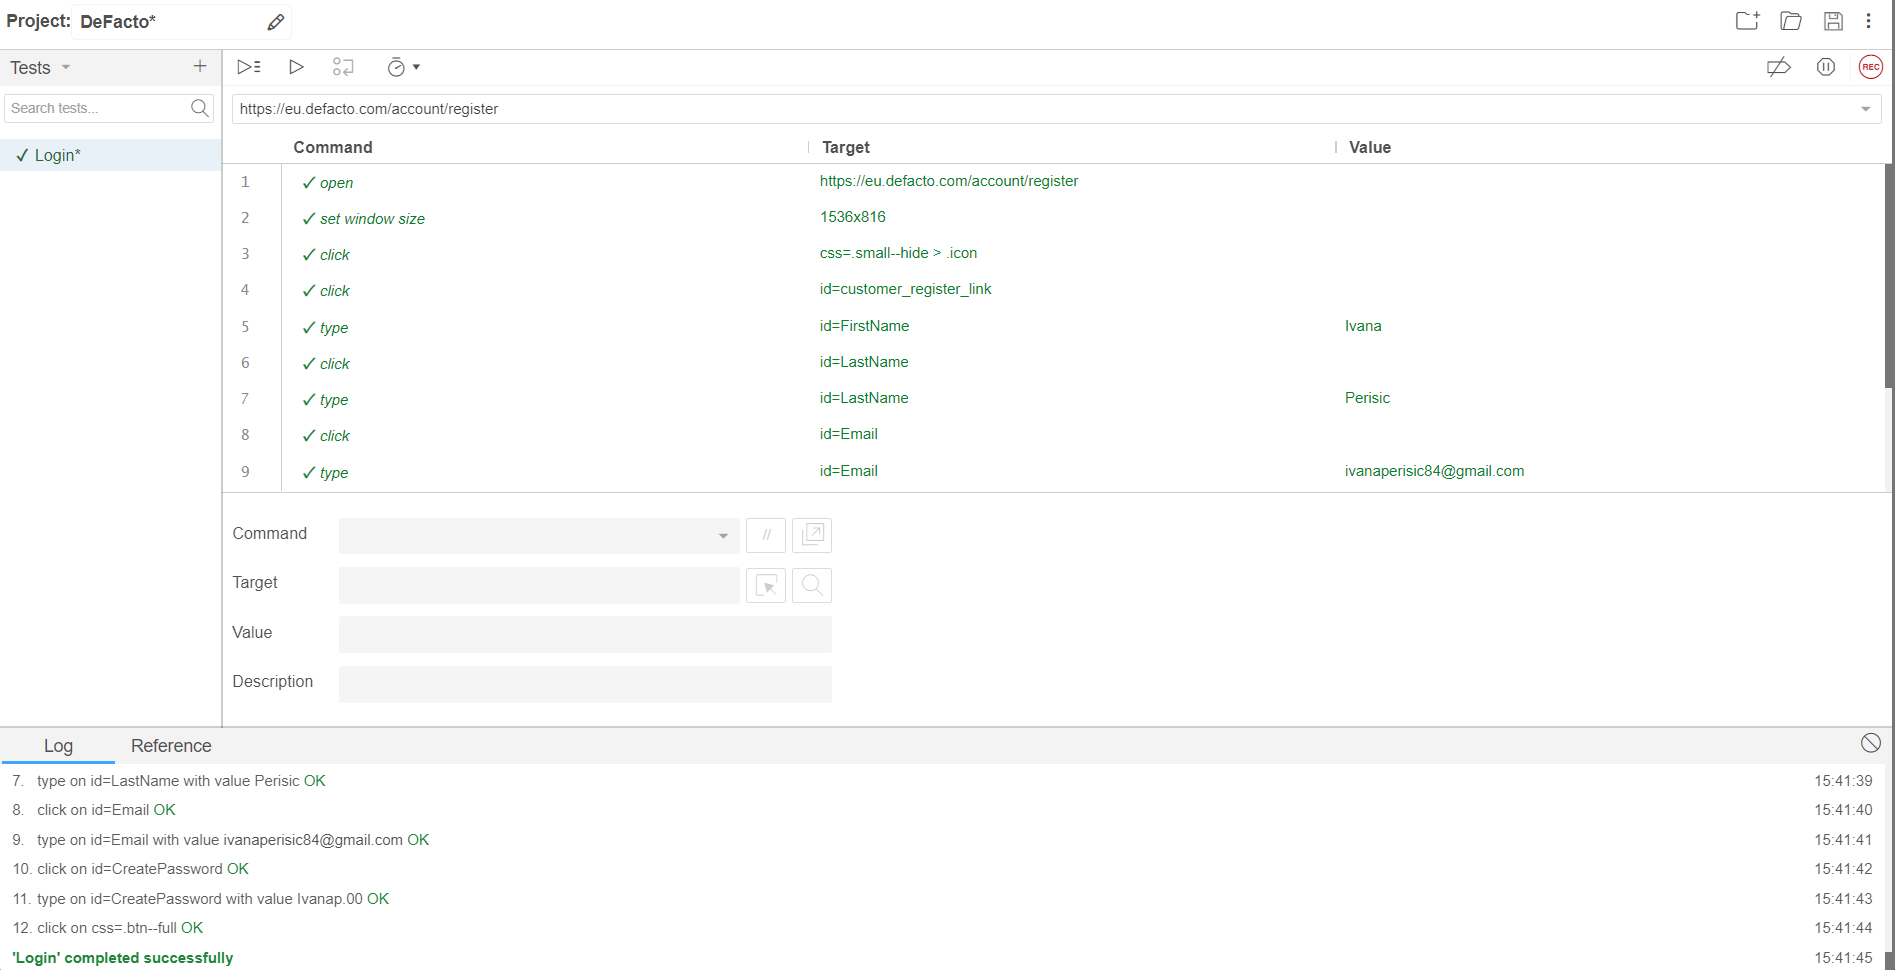 Project: DeFacto*
Tests
Search tests...
✓ Login*
REC
https://eu.defacto.com/account/register
Command Target Value
1 ✓ open https://eu.defacto.com/account/register
2 ✓ set window size 1536x816
3 ✓ click css=.small--hide > .icon
4 ✓ click id=customer_register_link
5 ✓ type id=FirstName Ivana
6 ✓ click id=LastName
7 ✓ type id=LastName Perisic
8 ✓ click id=Email
9 ✓ type id=Email ivanaperisic84@gmail.com
Command //
Target
Value
Description
Log Reference
7. type on id=LastName with value Perisic OK 15:41:39
8. click on id=Email OK 15:41:40
9. type on id=Email with value ivanaperisic84@gmail.com OK 15:41:41
10. click on id=CreatePassword OK 15:41:42
11. type on id=CreatePassword with value Ivanap.00 OK 15:41:43
12. click on css=.btn--full OK 15:41:44
'Login' completed successfully 15:41:45